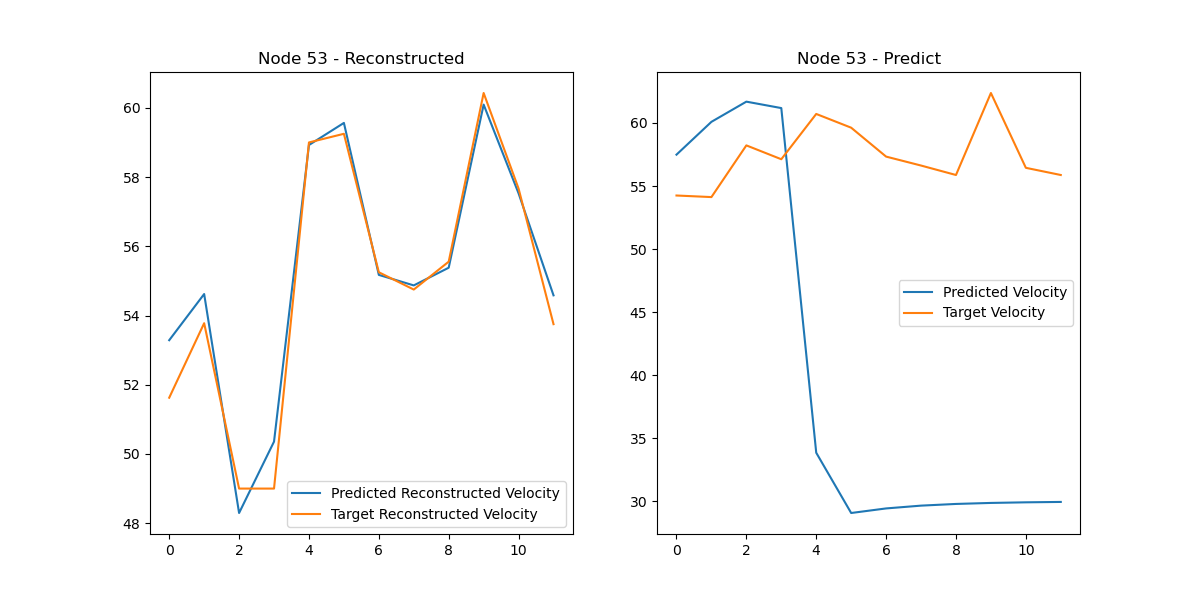 Node 53 - Reconstructed
60
58
56
54
52
50
48
0 2 4 6 8 10
Predicted Reconstructed Velocity
Target Reconstructed Velocity
Node 53 - Predict
60
55
50
45
40
35
30
0 2 4 6 8 10
Predicted Velocity
Target Velocity